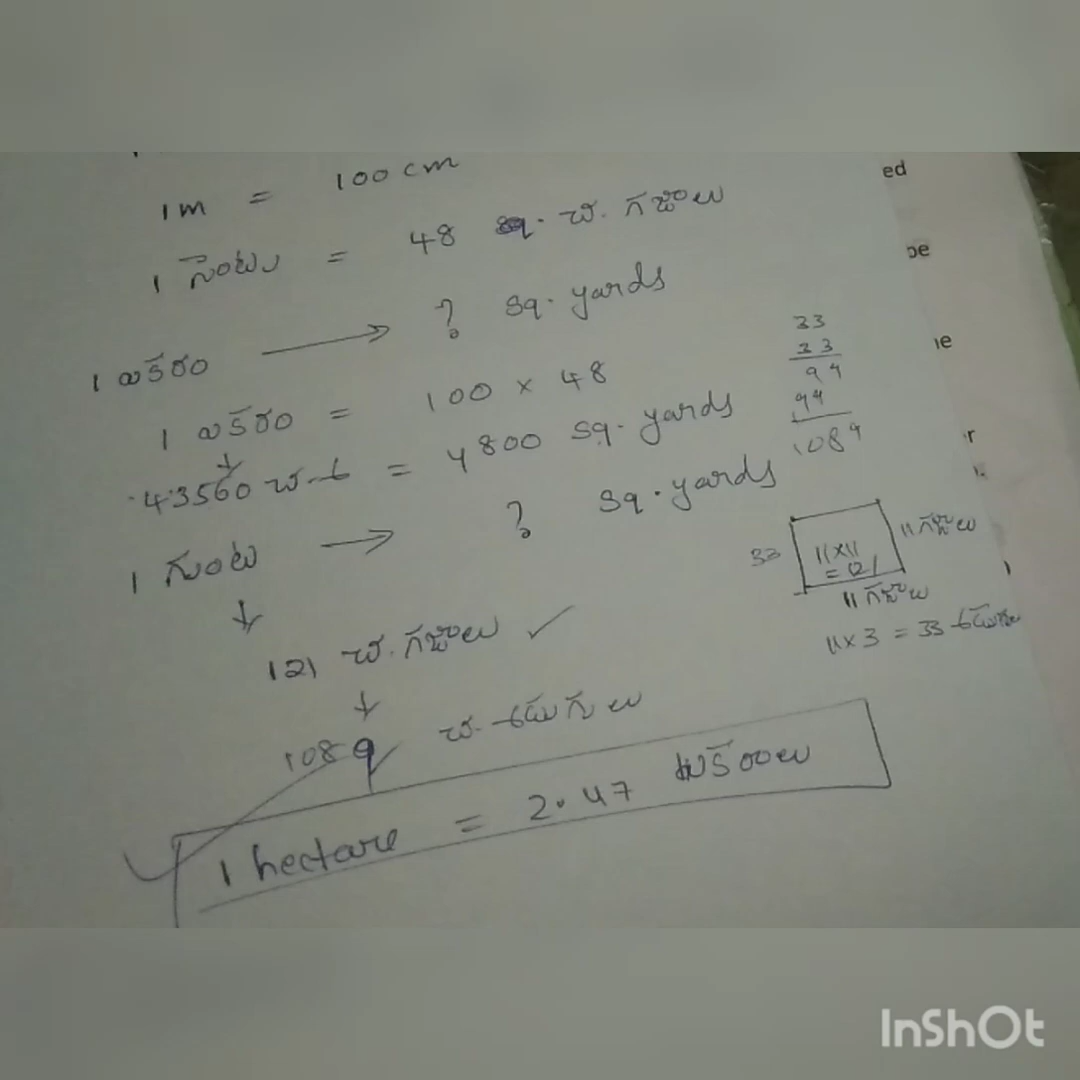 1m = 100 cm
1 సెంటు = 48 చ. గజాలు
1 ఎకరం → ? sq. yards
1 ఎకరం = 100 × 48
43560 చ.అ = 4800 sq. yards
1 గుంట → ? sq. yards
↓
121 చ. గజాలు ✓
↓
1089 చ. అడుగులు
1 hectare = 2.47 ఎకరాలు
33
33
99
99
1089
33
11×11
= 121
11 గజాలు
11 గజాలు
11×3 = 33 అడుగులు
ed
be
ne
r
InShOt